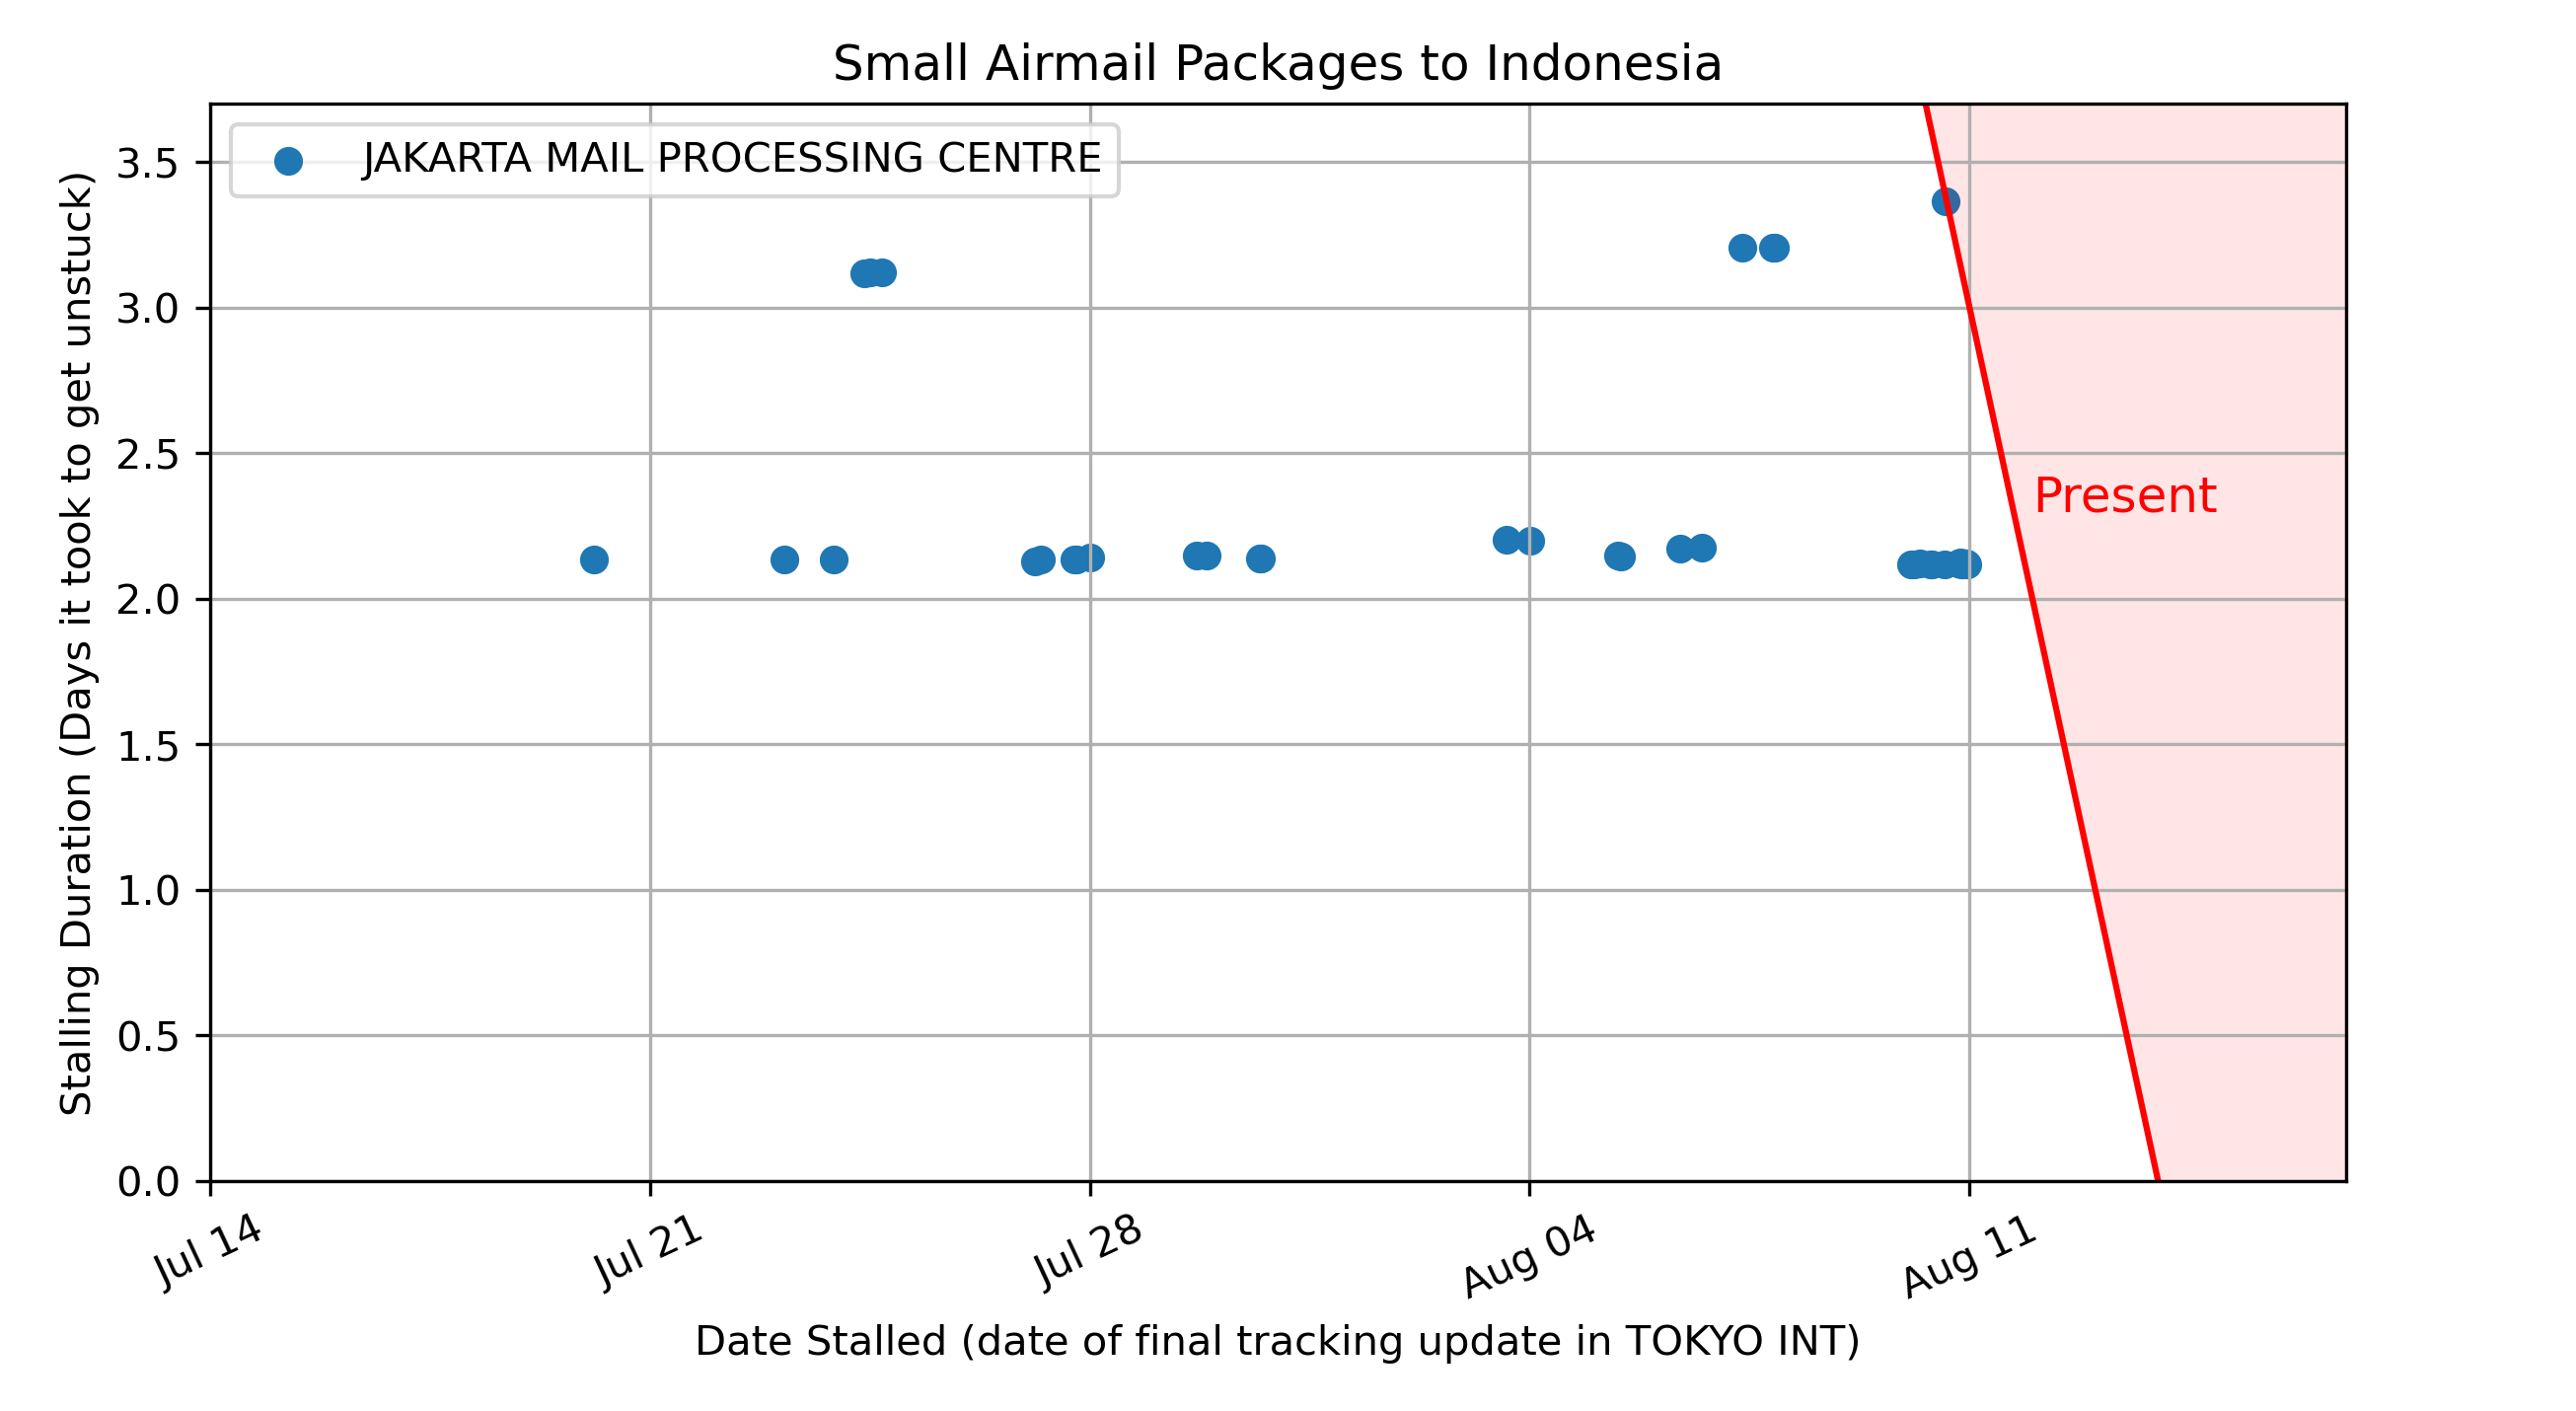 Small Airmail Packages to Indonesia
JAKARTA MAIL PROCESSING CENTRE
Stalling Duration (Days it took to get unstuck)
3.5
3.0
2.5
2.0
1.5
1.0
0.5
0.0
Present
Jul 14
Jul 21
Jul 28
Aug 04
Aug 11
Date Stalled (date of final tracking update in TOKYO INT)